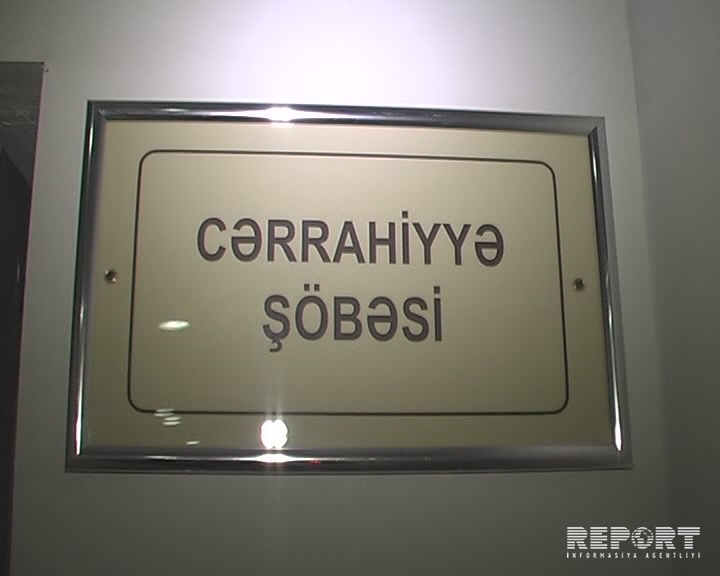 CƏRRAHİYYƏ
ŞÖBƏSİ
REPORT
İNFORMASİYA AGENTLİYİ